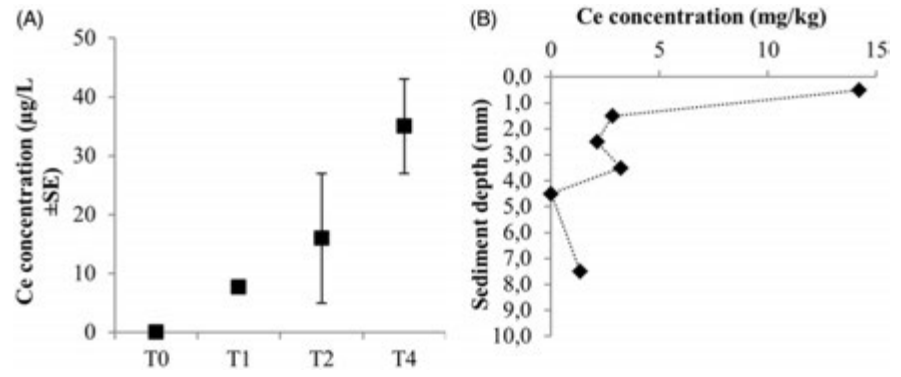 (A)
Ce concentration (µg/L
±SE)
50
40
30
20
10
0
T0 T1 T2 T4
(B)
Ce concentration (mg/kg)
0 5 10 15
Sediment depth (mm)
0,0
1,0
2,0
3,0
4,0
5,0
6,0
7,0
8,0
9,0
10,0